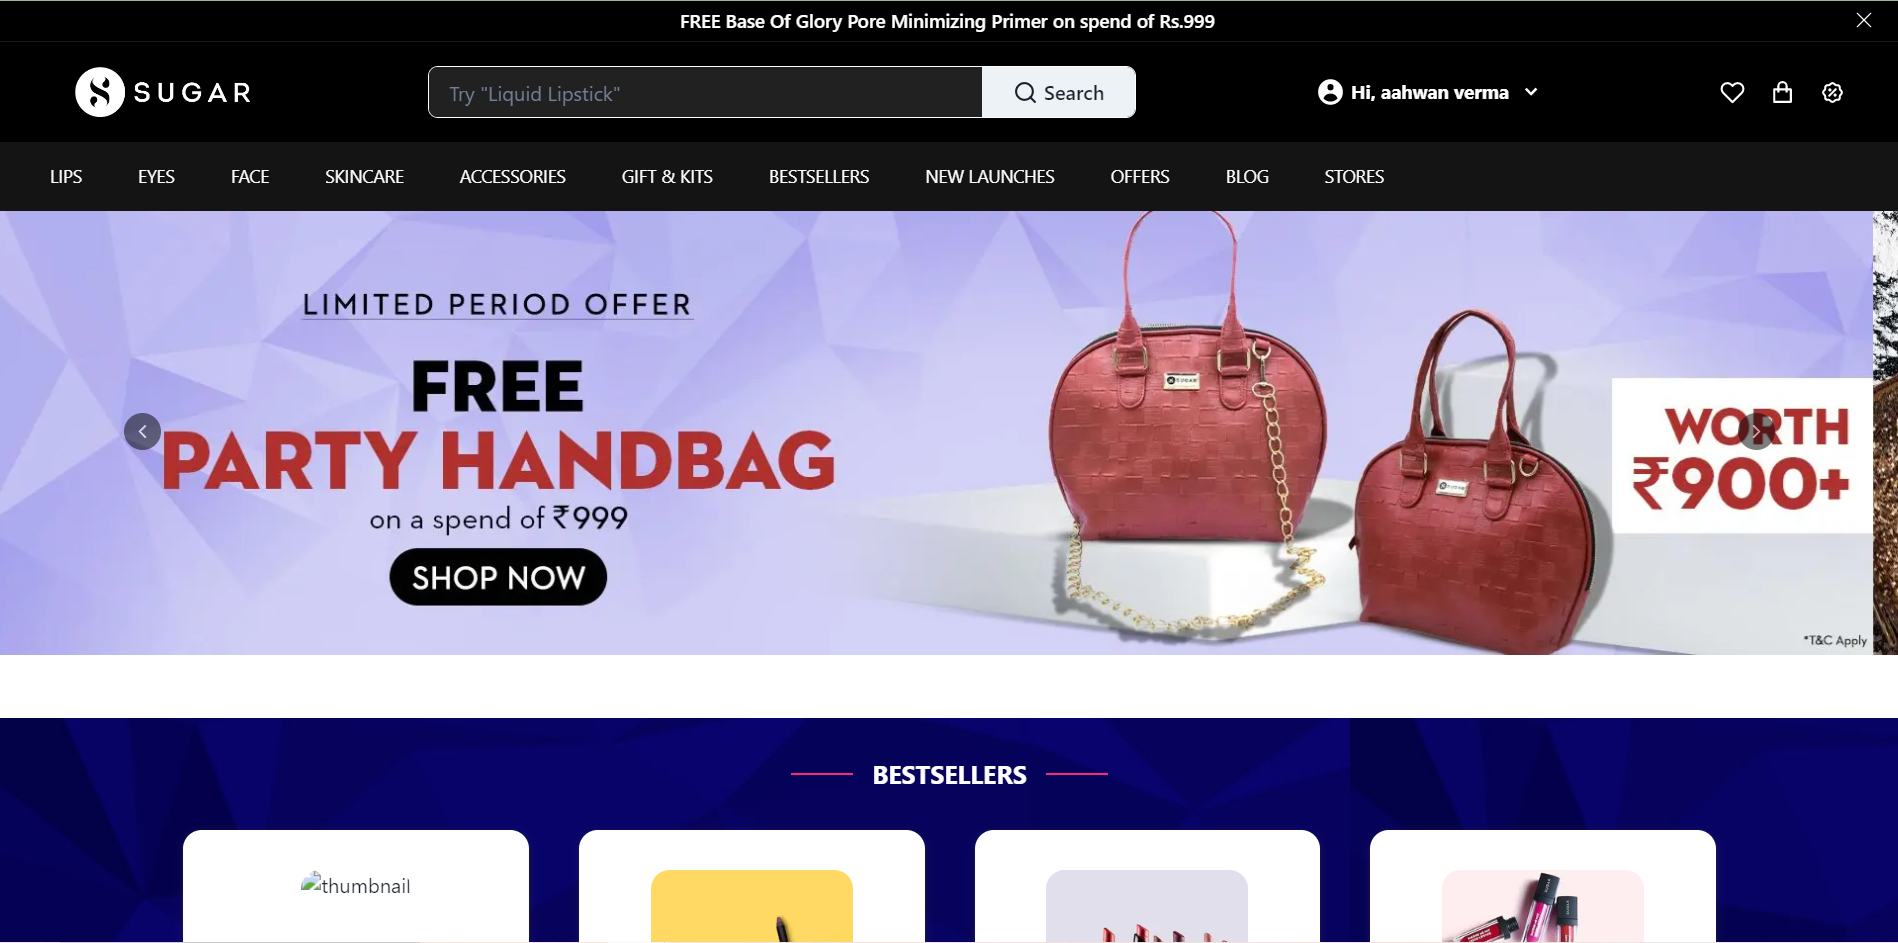 FREE Base Of Glory Pore Minimizing Primer on spend of Rs.999
SUGAR
Try "Liquid Lipstick"
Search
Hi, aahwan verma
LIPS EYES FACE SKINCARE ACCESSORIES GIFT & KITS BESTSELLERS NEW LAUNCHES OFFERS BLOG STORES
LIMITED PERIOD OFFER
FREE
PARTY HANDBAG
on a spend of ₹999
SHOP NOW
SUGAR
SUGAR
WORTH
₹900+
*T&C Apply
BESTSELLERS
thumbnail